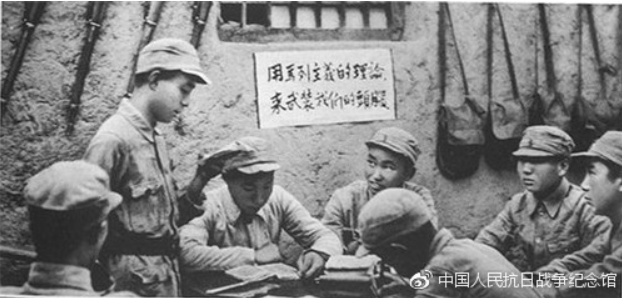 用馬列主義的理論,
来武裝我們的頭腦
中国人民抗日战争纪念馆